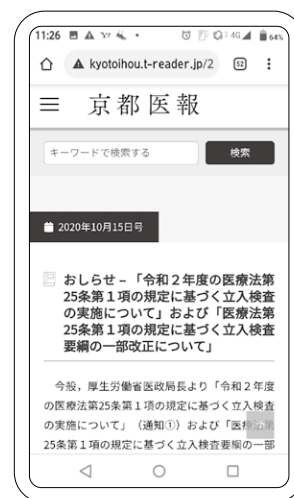 11:26
4G 64%
kyotoihou.t-reader.jp/2 52
京都医報
キーワードで検索する 検索
2020年10月15日号
おしらせ – 「令和２年度の医療法第
25条第１項の規定に基づく立入検査
の実施について」および「医療法第
25条第１項の規定に基づく立入検査
要綱の一部改正について」
今般，厚生労働省医政局長より「令和２年度
の医療法第25条第１項の規定に基づく立入検査
の実施について」（通知①）および「医療法第
25条第１項の規定に基づく立入検査要綱の一部